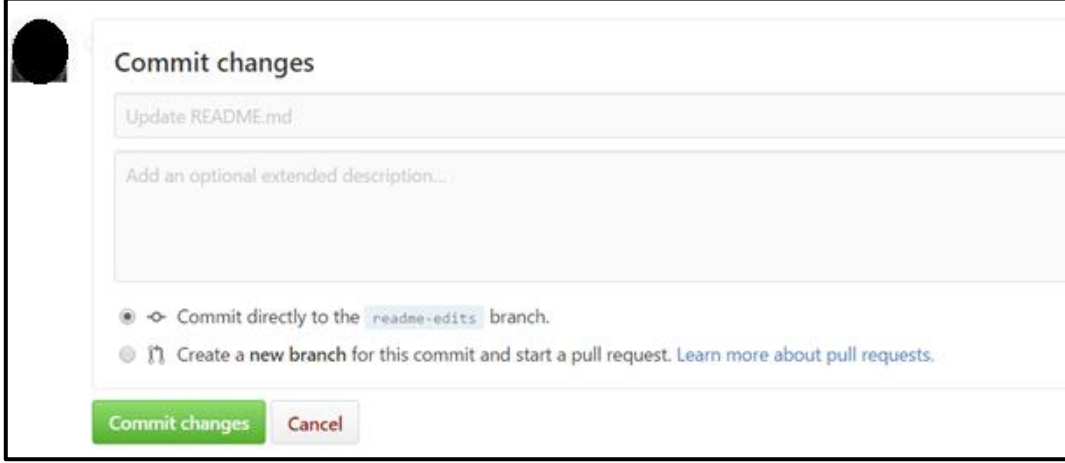 Commit changes
Update README.md
Add an optional extended description...
Commit directly to the readme-edits branch.
Create a new branch for this commit and start a pull request. Learn more about pull requests.
Commit changes Cancel